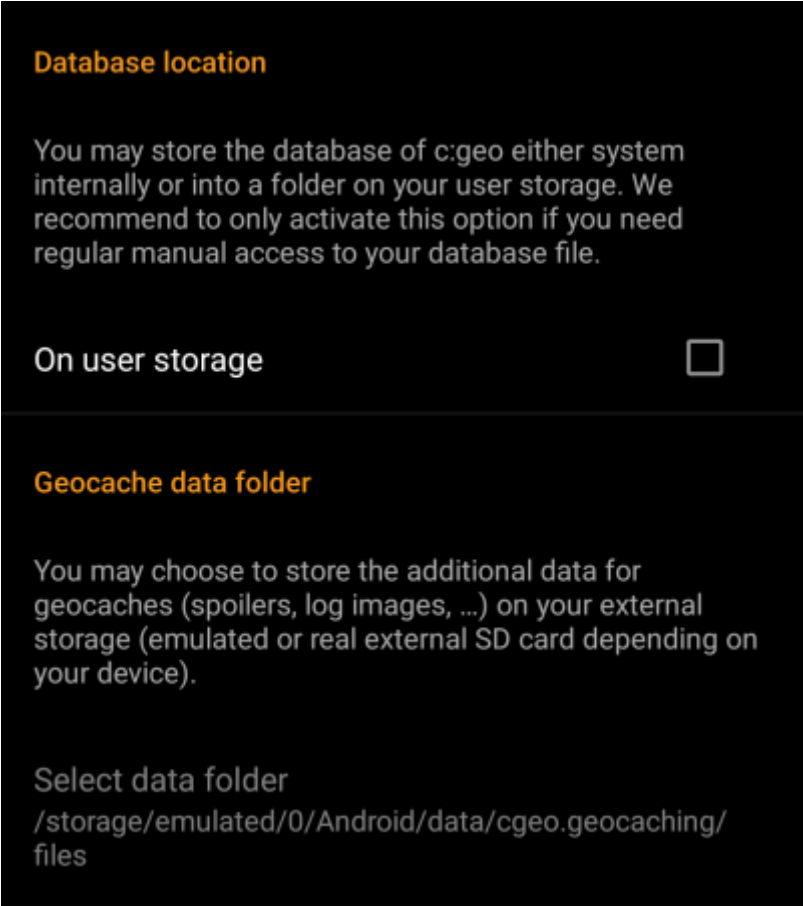 Database location
You may store the database of c:geo either system
internally or into a folder on your user storage. We
recommend to only activate this option if you need
regular manual access to your database file.
On user storage
Geocache data folder
You may choose to store the additional data for
geocaches (spoilers, log images, …) on your external
storage (emulated or real external SD card depending on
your device).
Select data folder
/storage/emulated/0/Android/data/cgeo.geocaching/
files